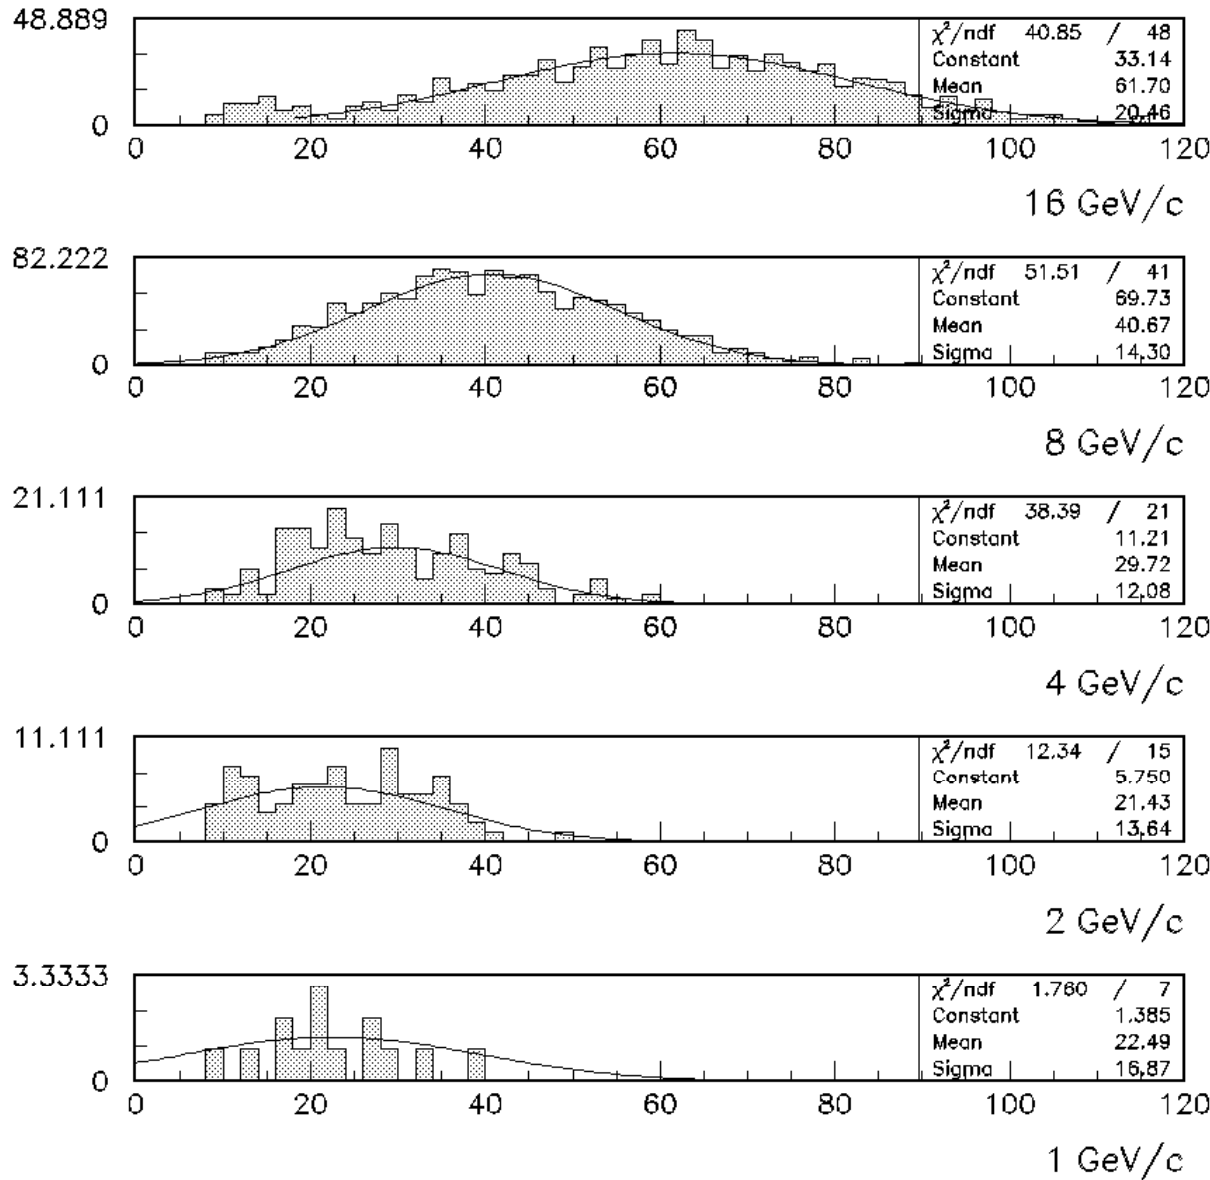 48.889
χ²/ndf 40.85 / 48
Constant 33.14
Mean 61.70
Sigma 20.46
0
0 20 40 60 80 100 120
16 GeV/c
82.222
χ²/ndf 51.51 / 41
Constant 69.73
Mean 40.67
Sigma 14.30
0
0 20 40 60 80 100 120
8 GeV/c
21.111
χ²/ndf 38.39 / 21
Constant 11.21
Mean 29.72
Sigma 12.08
0
0 20 40 60 80 100 120
4 GeV/c
11.111
χ²/ndf 12.34 / 15
Constant 5.750
Mean 21.43
Sigma 13.64
0
0 20 40 60 80 100 120
2 GeV/c
3.3333
χ²/ndf 1.760 / 7
Constant 1.385
Mean 22.49
Sigma 16.87
0
0 20 40 60 80 100 120
1 GeV/c